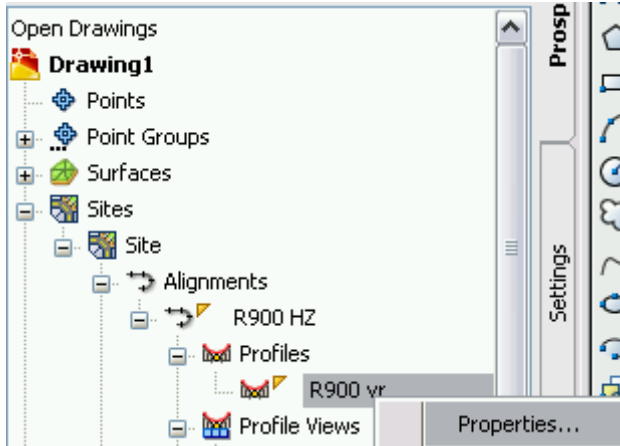 Open Drawings
Prosp
Drawing1
Points
Point Groups
Surfaces
Sites
Site
Settings
Alignments
R900 HZ
Profiles
R900 vr
Profile Views
Properties...